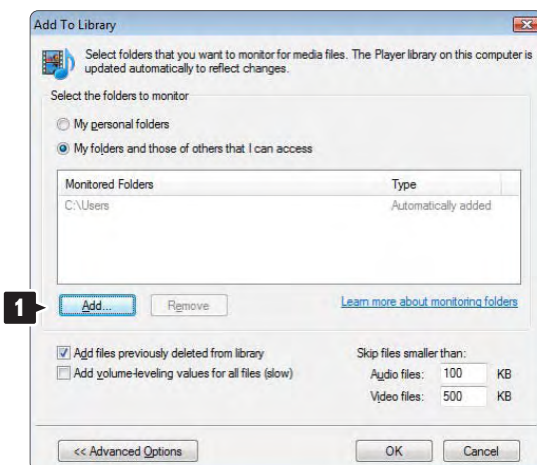 Add To Library
Select folders that you want to monitor for media files. The Player library on this computer is
updated automatically to reflect changes.
Select the folders to monitor
My personal folders
My folders and those of others that I can access
Monitored Folders Type
C:\Users Automatically added
1
Add... Remove Learn more about monitoring folders
Add files previously deleted from library Skip files smaller than:
Add volume-leveling values for all files (slow) Audio files: 100 KB
Video files: 500 KB
<< Advanced Options OK Cancel